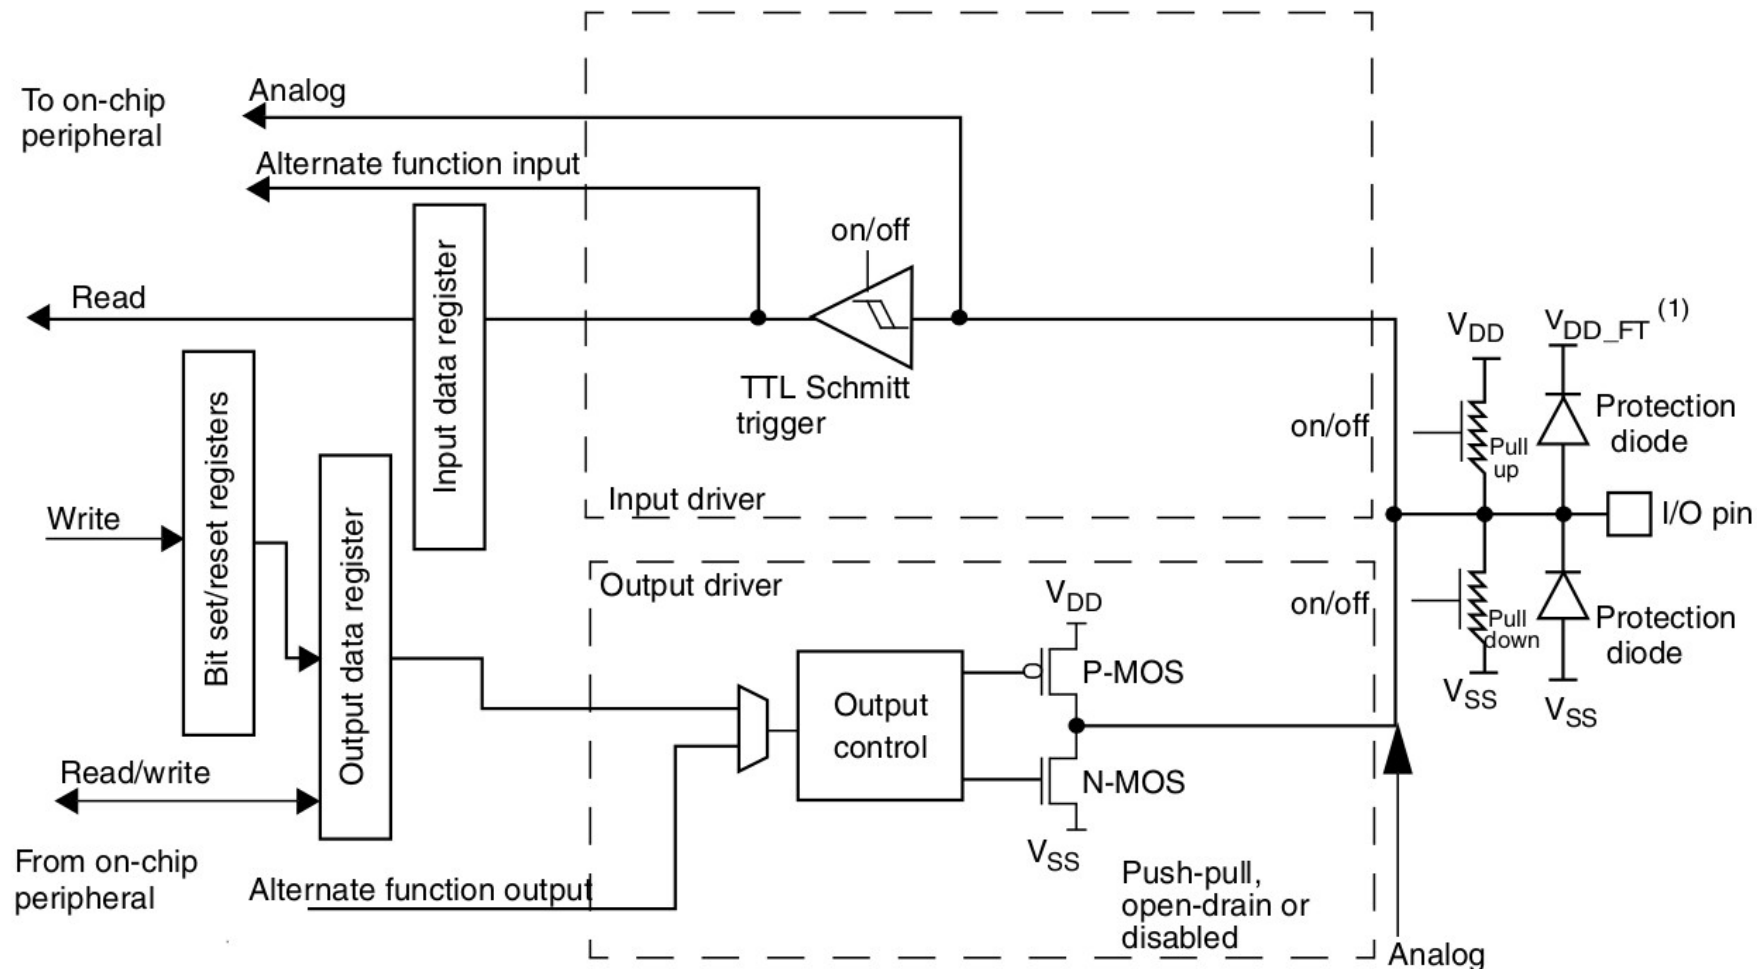 To on-chip
peripheral
Analog
Alternate function input
on/off
Read
Input data register
TTL Schmitt
trigger
VDD
VDD_FT (1)
on/off
Pull
up
Protection
diode
Bit set/reset registers
Write
Input driver
I/O pin
Output data register
Output driver
VDD
on/off
Pull
down
Protection
diode
P-MOS
VSS
VSS
Output
control
Read/write
N-MOS
VSS
From on-chip
peripheral
Alternate function output
Push-pull,
open-drain or
disabled
Analog